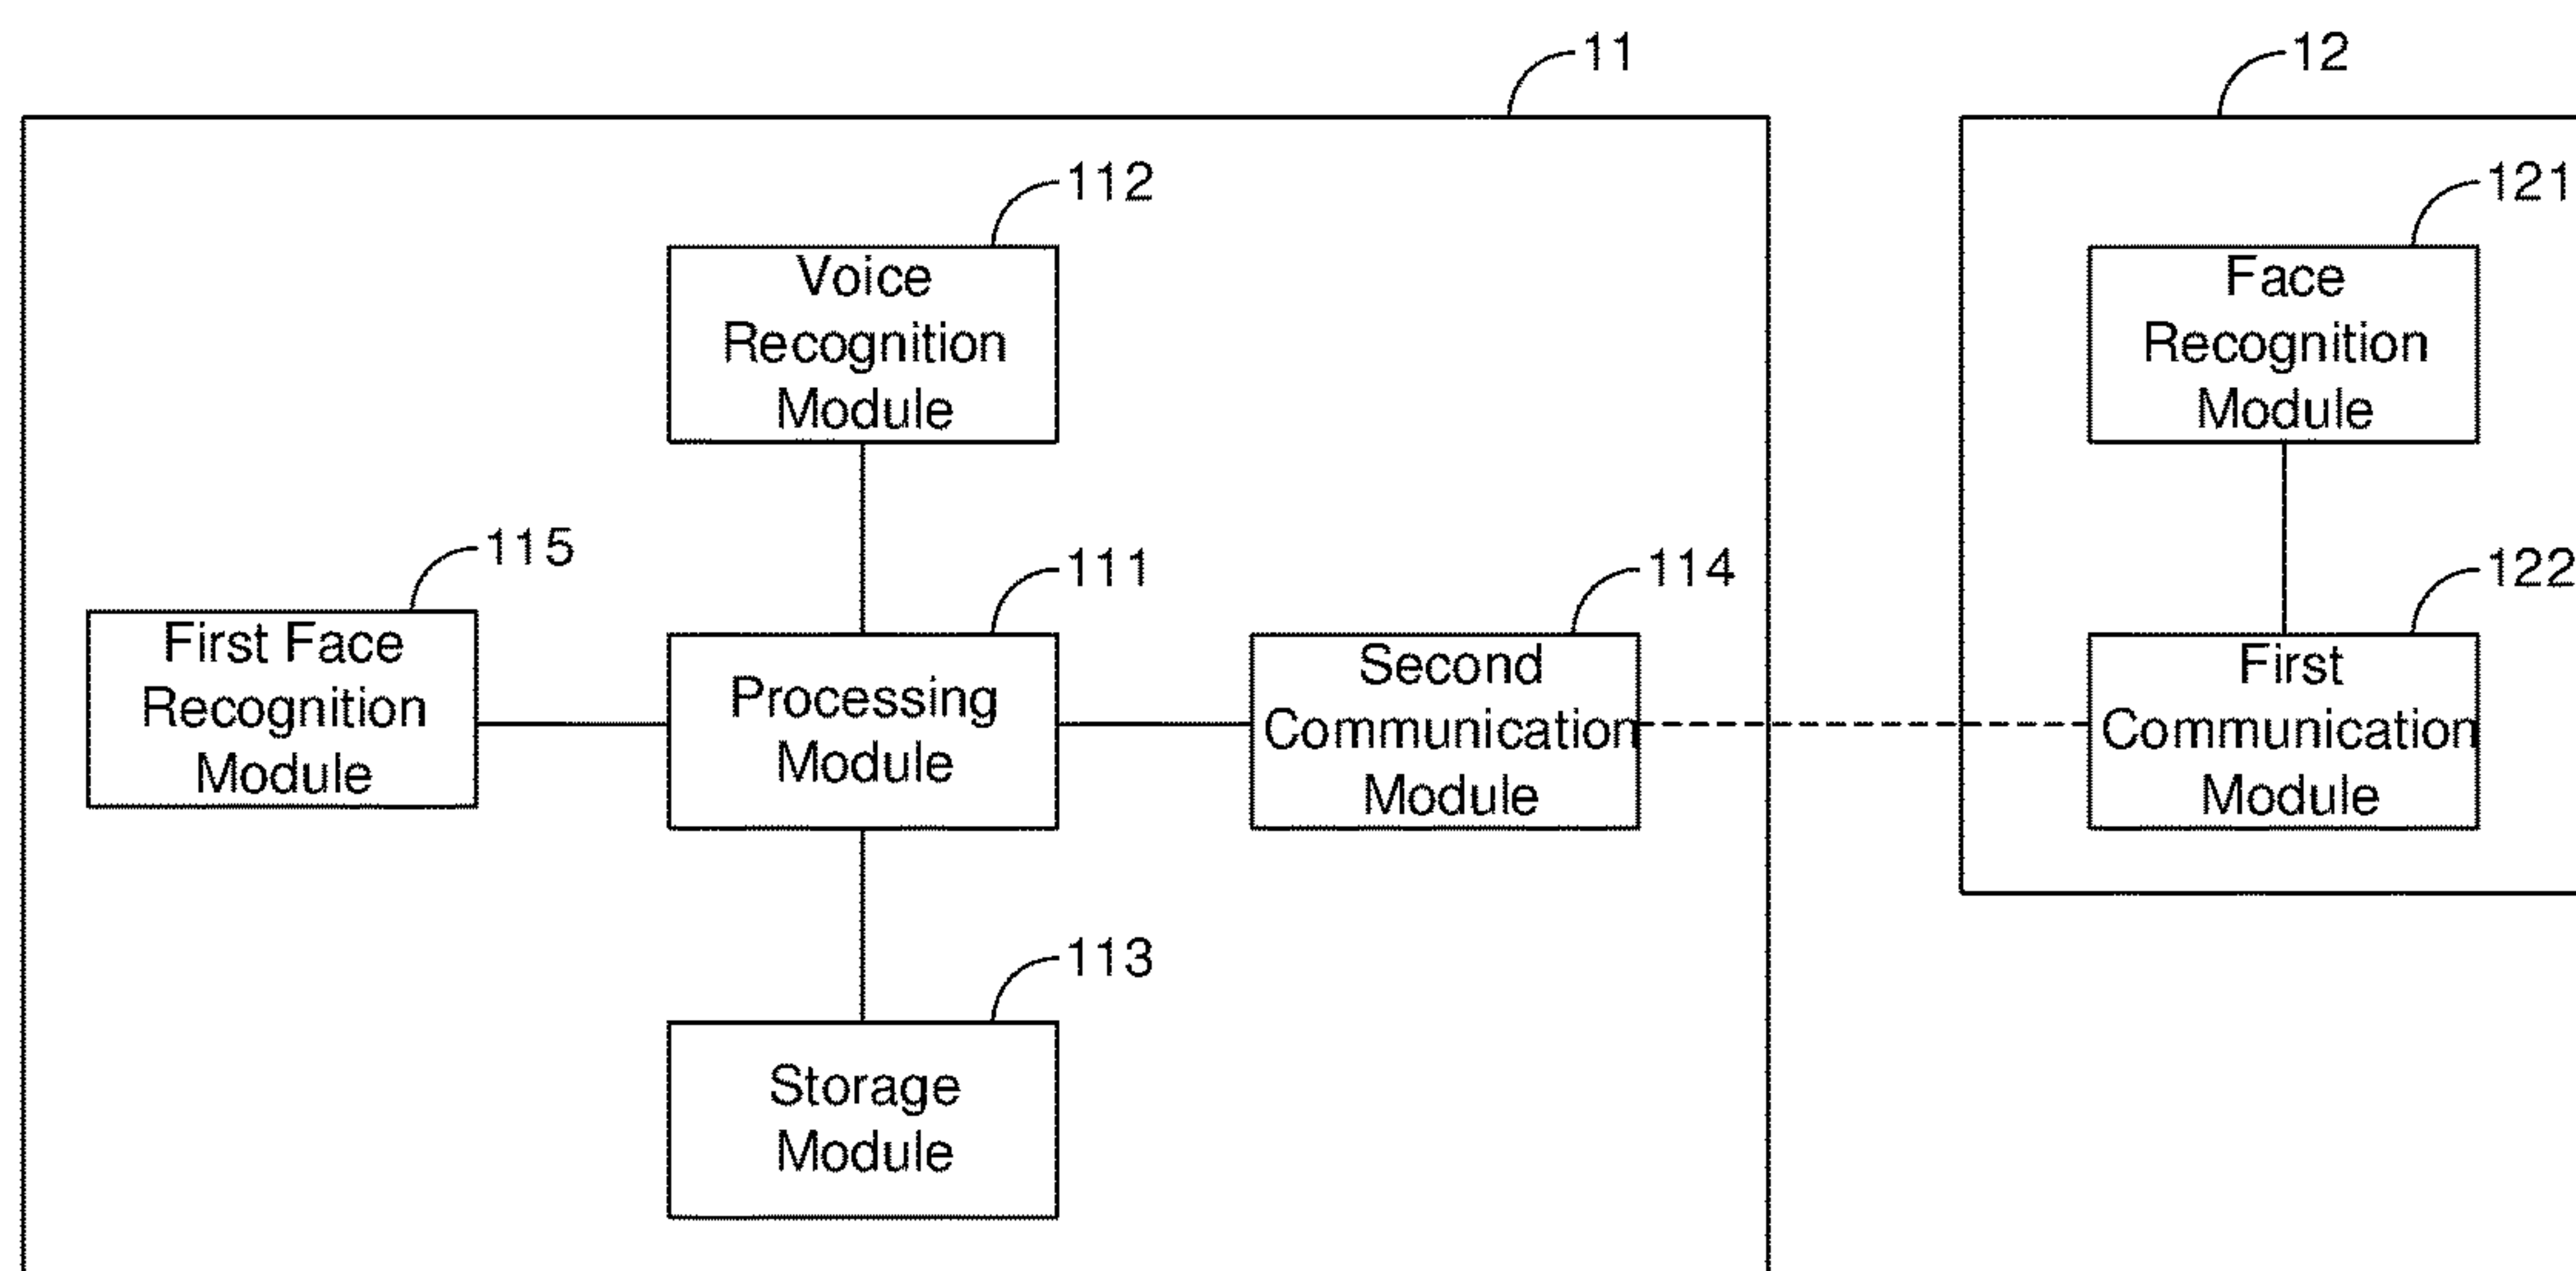 11
12
112
121
Voice
Recognition
Module
Face
Recognition
Module
115
111
114
122
First Face
Recognition
Module
Processing
Module
Second
Communication
Module
First
Communication
Module
113
Storage
Module